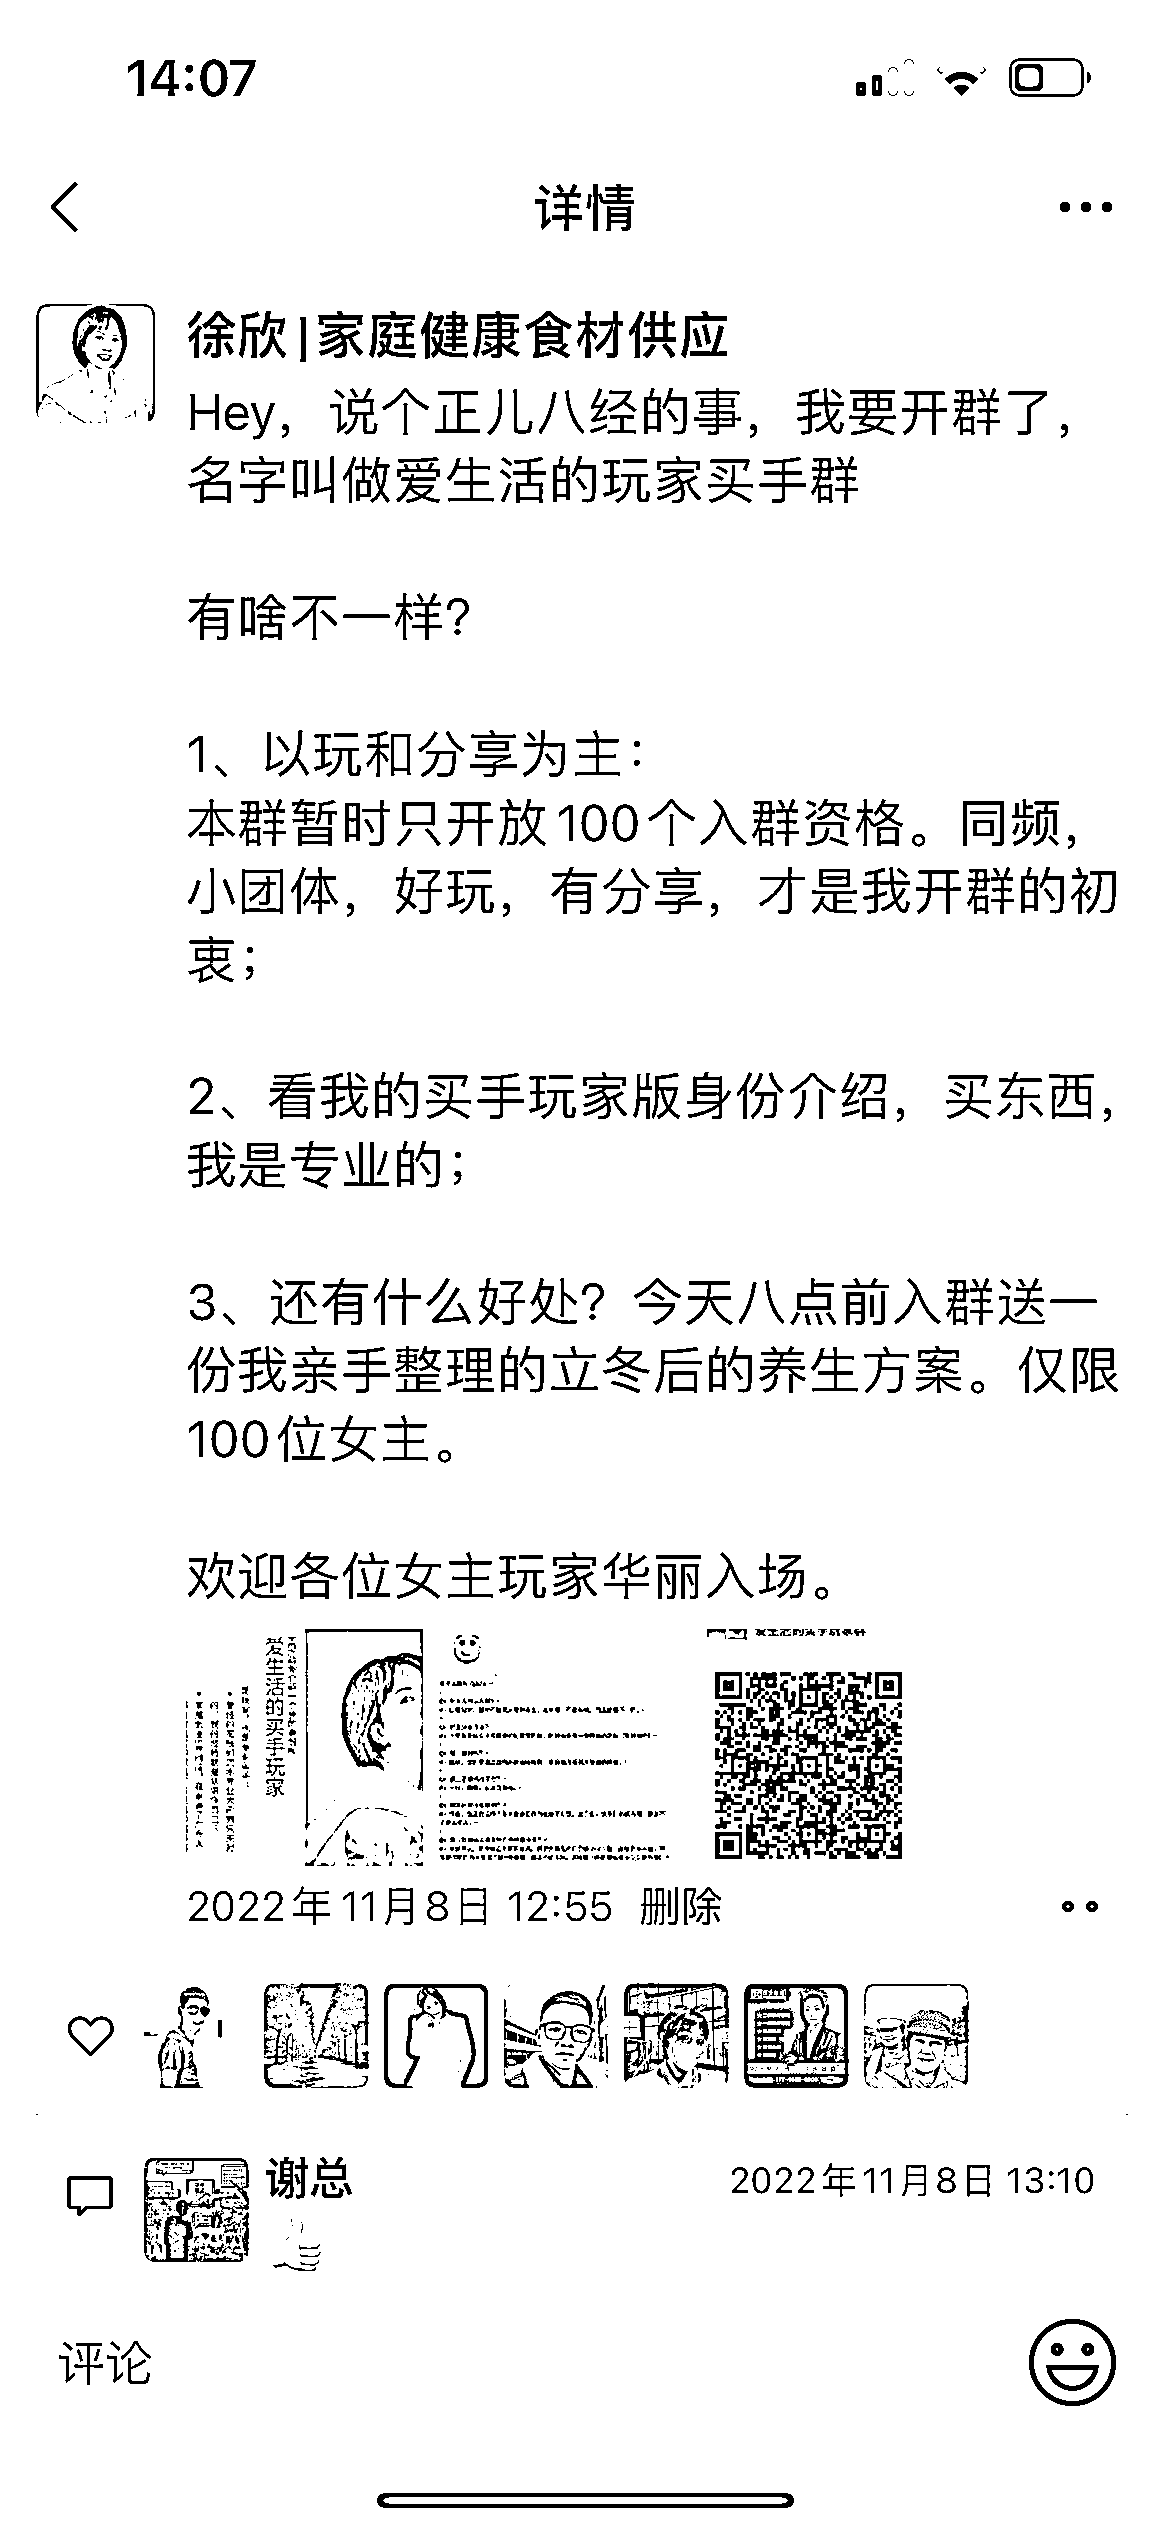 14:07
详情
徐欣|家庭健康食材供应
Hey，说个正儿八经的事，我要开群了，
名字叫做爱生活的玩家买手群
有啥不一样？
1、以玩和分享为主：
本群暂时只开放100个入群资格。同频，
小团体，好玩，有分享，才是我开群的初
衷；
2、看我的买手玩家版身份介绍，买东西，
我是专业的；
3、还有什么好处？今天八点前入群送一
份我亲手整理的立冬后的养生方案。仅限
100位女主。
欢迎各位女主玩家华丽入场。
爱生活的买手玩家
2022年11月8日 12:55 删除
谢总
2022年11月8日 13:10
评论